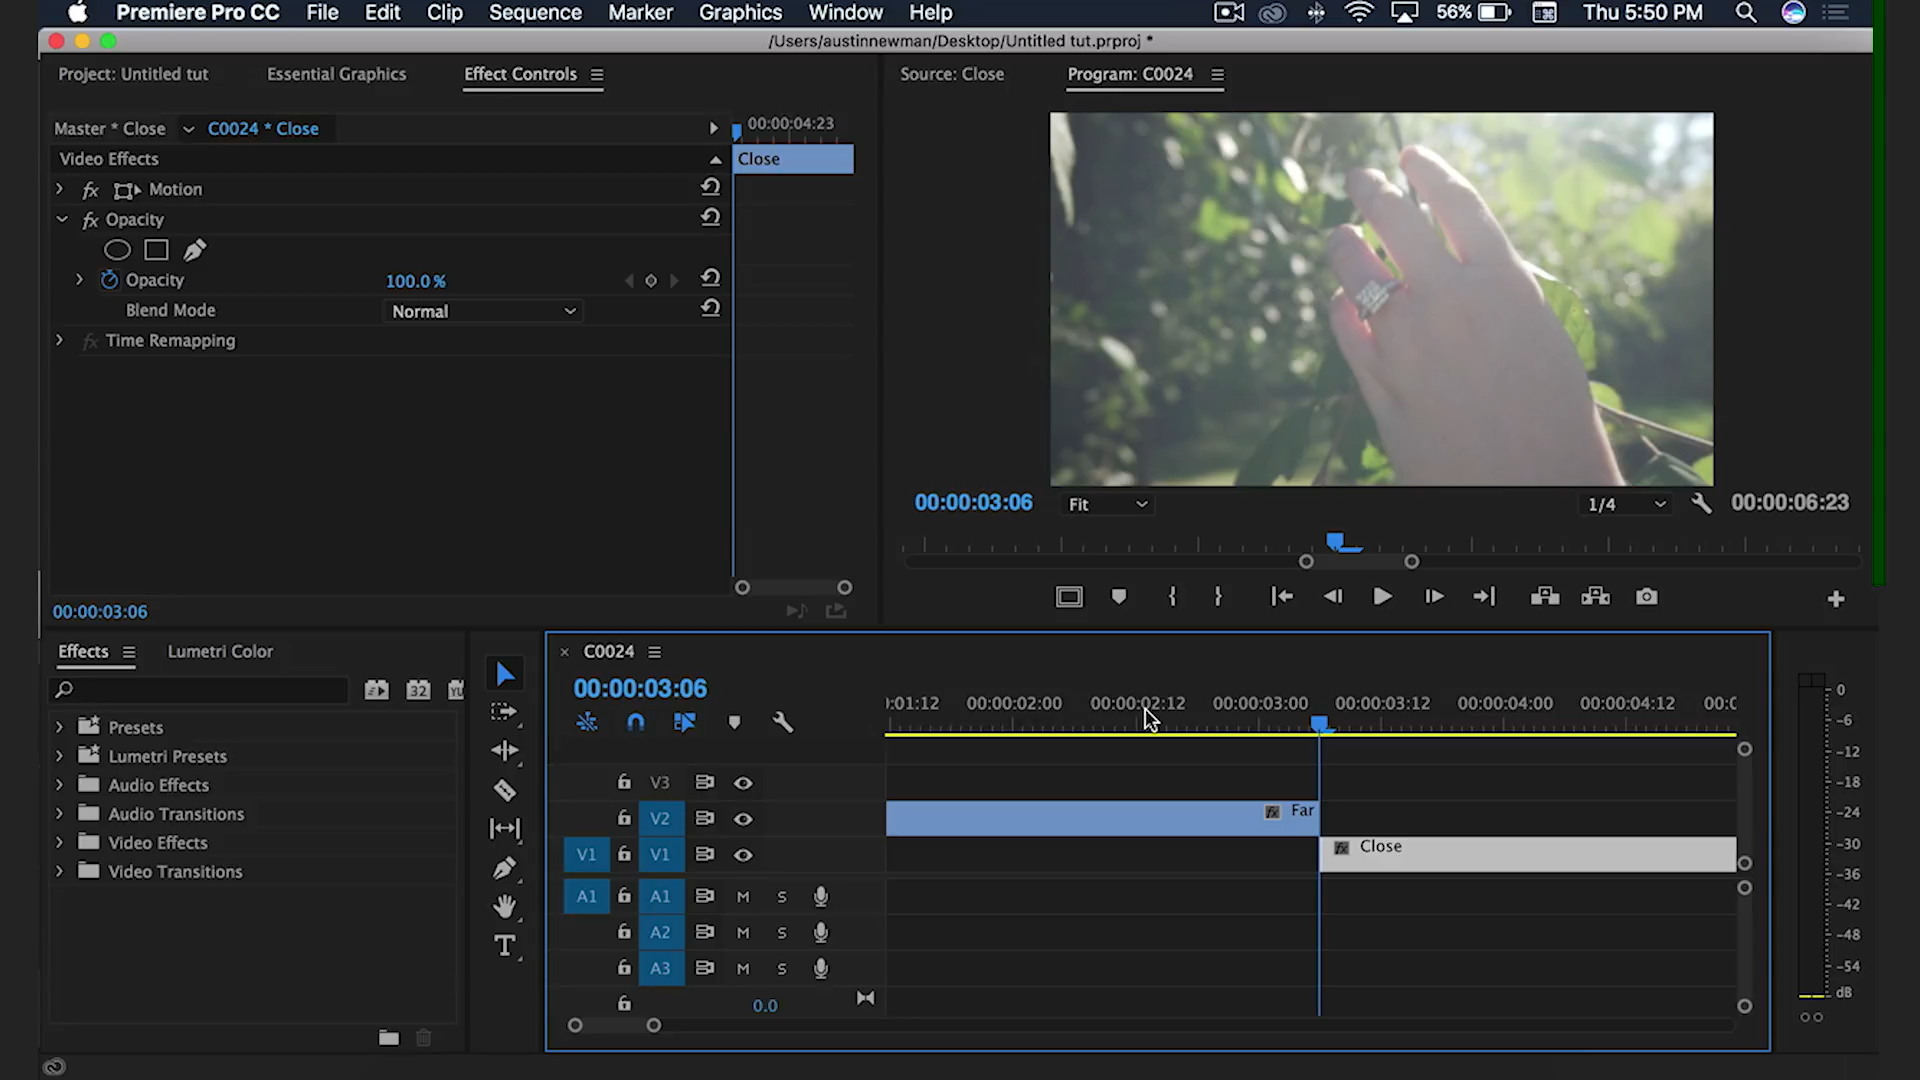 Premiere Pro CC File Edit Clip Sequence Marker Graphics Window Help 56% Thu 5:50 PM
/Users/austinnewman/Desktop/Untitled tut.prproj *
Project: Untitled tut Essential Graphics Effect Controls Source: Close Program: C0024
Master * Close C0024 * Close 00:00:04:23
Video Effects Close
fx Motion
fx Opacity
Opacity 100.0 %
Blend Mode Normal
fx Time Remapping
00:00:03:06 Fit 1/4 00:00:06:23
00:00:03:06
Effects Lumetri Color C0024
32 YU 00:00:03:06
:01:12 00:00:02:00 00:00:02:12 00:00:03:00 00:00:03:12 00:00:04:00 00:00:04:12 00:0
Presets
Lumetri Presets
Audio Effects
Audio Transitions
Video Effects
Video Transitions
V3
V2 fx Far
V1 V1 fx Close
A1 A1 M S
A2 M S
A3 M S
0.0
0
-6
-12
-18
-24
-30
-36
-42
-48
-54
dB